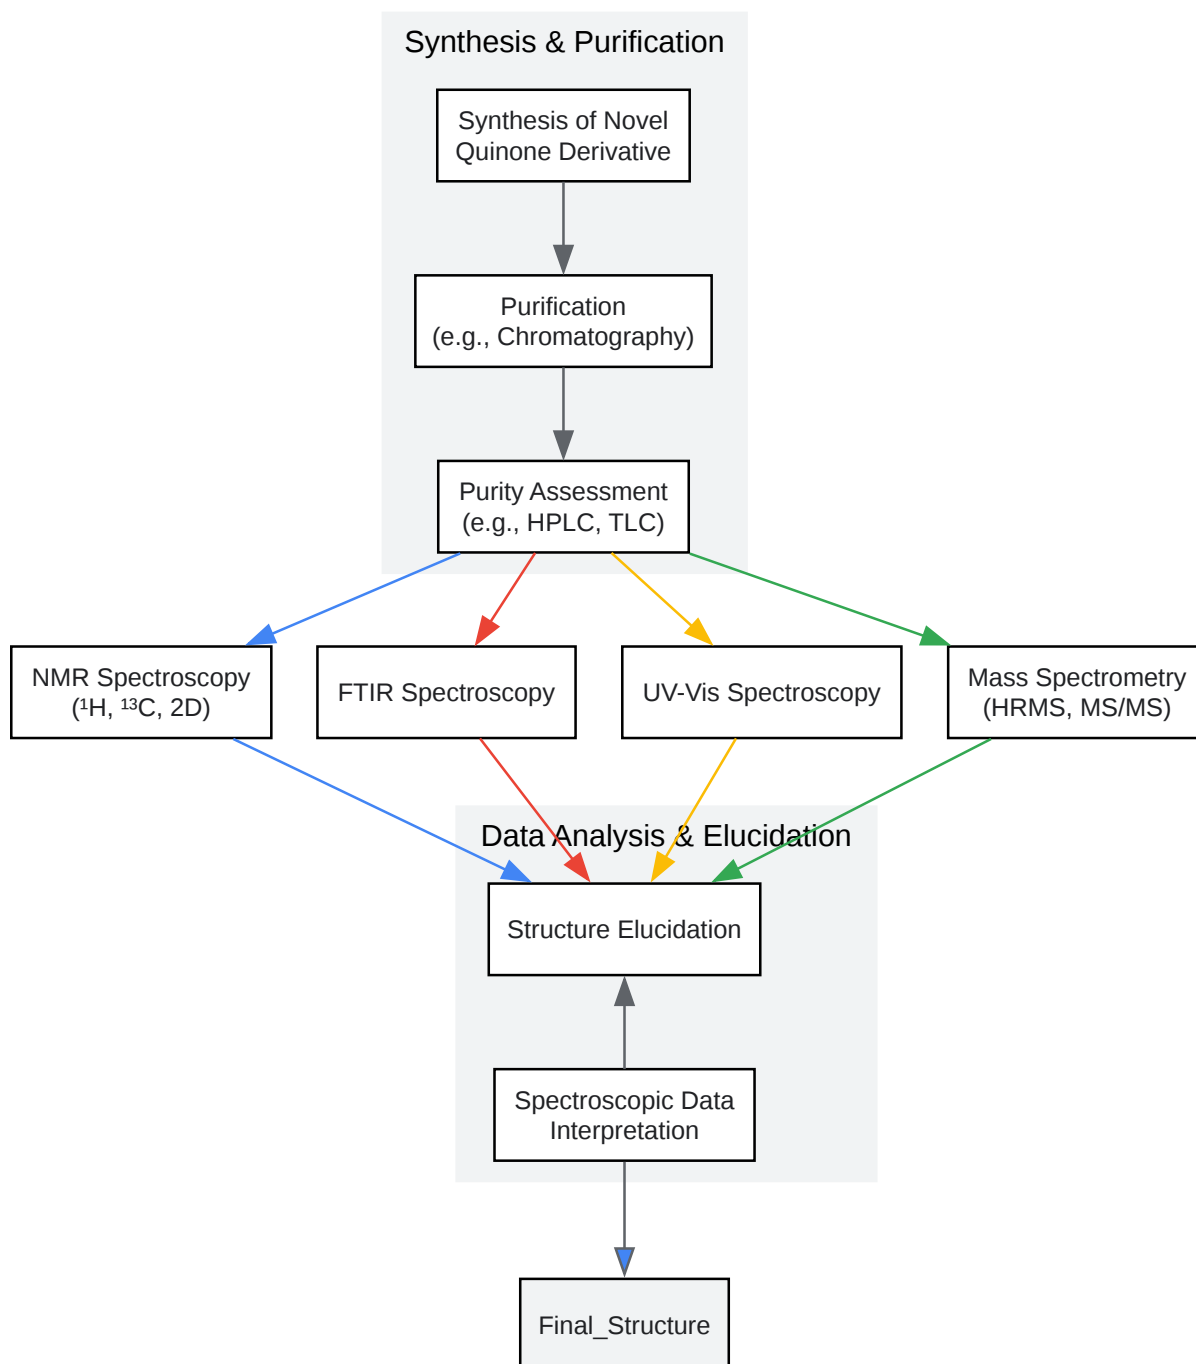 Synthesis & Purification
Synthesis of Novel
Quinone Derivative
Purification
(e.g., Chromatography)
Purity Assessment
(e.g., HPLC, TLC)
NMR Spectroscopy
(¹H, ¹³C, 2D)
FTIR Spectroscopy
UV-Vis Spectroscopy
Mass Spectrometry
(HRMS, MS/MS)
Data Analysis & Elucidation
Structure Elucidation
Spectroscopic Data
Interpretation
Final_Structure